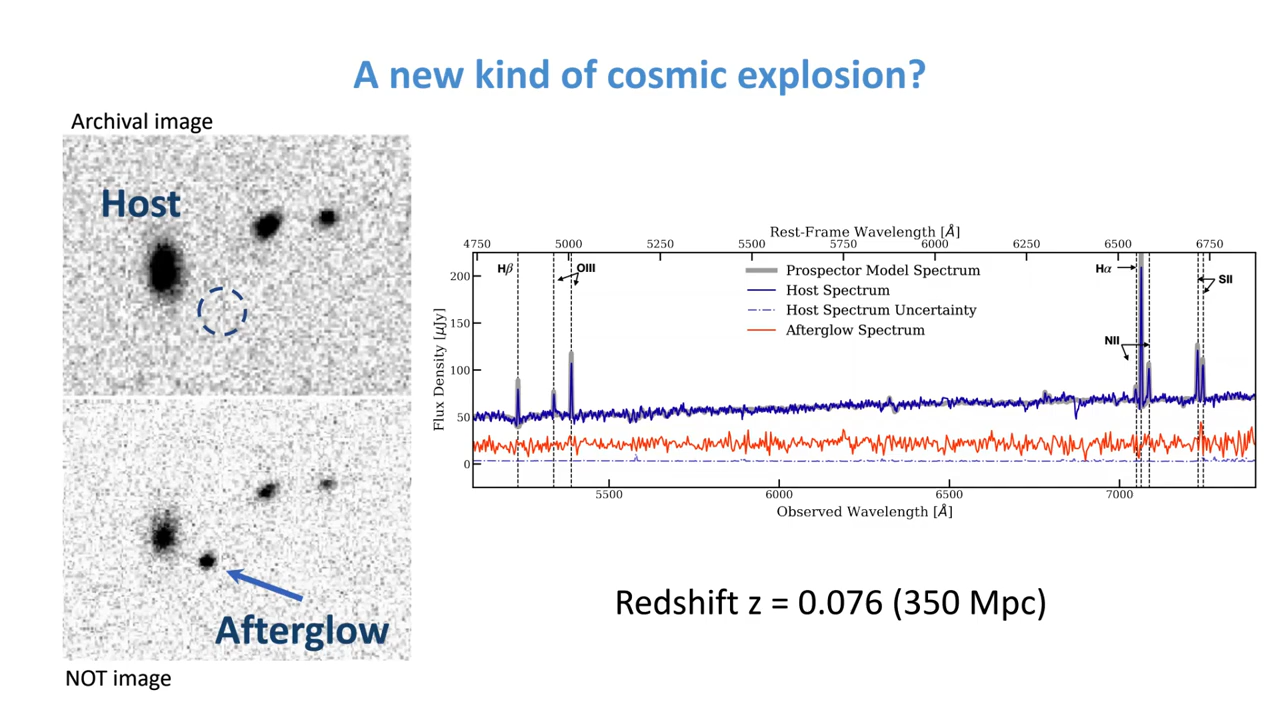 A new kind of cosmic explosion?
Archival image
Host
Afterglow
NOT image
Rest-Frame Wavelength [Å]
4750 5000 5250 5500 5750 6000 6250 6500 6750
Hβ
OIII
Prospector Model Spectrum
Host Spectrum
Host Spectrum Uncertainty
Afterglow Spectrum
Hα
SII
NII
Flux Density [μJy]
200
150
100
50
0
5500 6000 6500 7000
Observed Wavelength [Å]
Redshift z = 0.076 (350 Mpc)